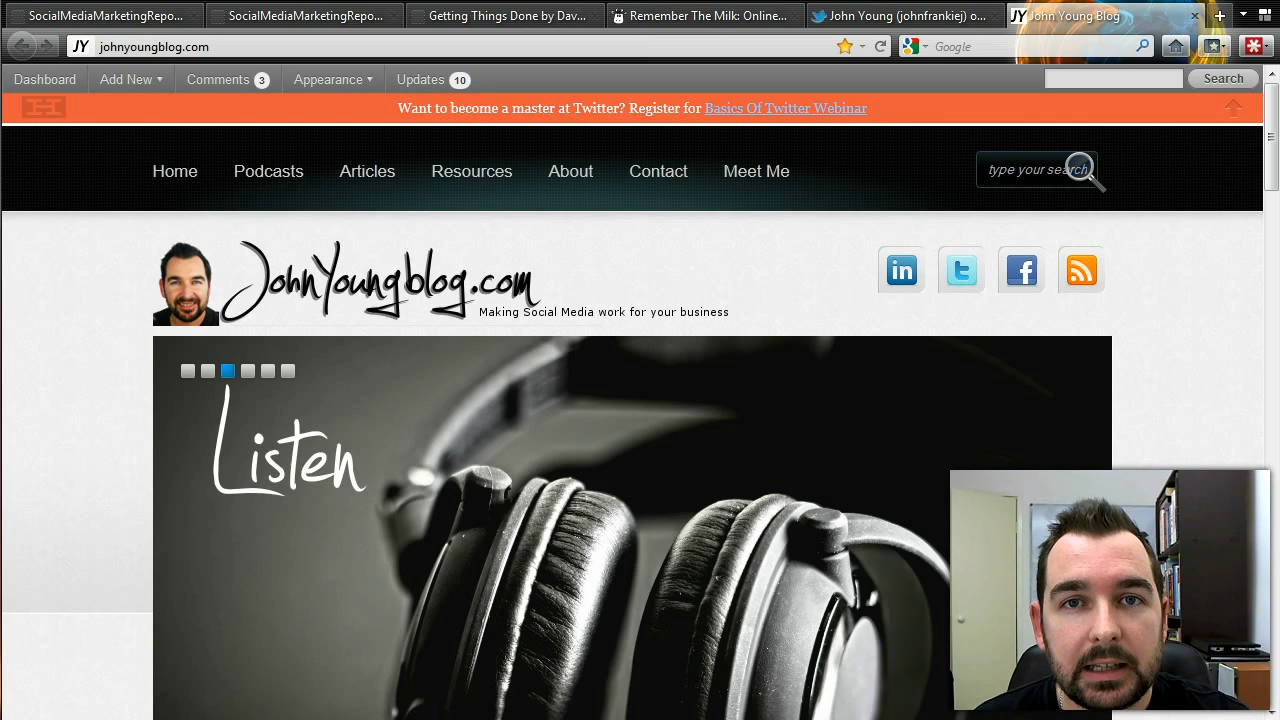 SocialMediaMarketingRepo... SocialMediaMarketingRepo... Getting Things Done By Dav... Remember The Milk: Online... John Young (johnfrankiej) o... JY John Young Blog
JY johnyoungblog.com Google
Dashboard Add New Comments 3 Appearance Updates 10 Search
Want to become a master at Twitter? Register for Basics Of Twitter Webinar
Home Podcasts Articles Resources About Contact Meet Me type your search
JohnYoungblog.com
Making Social Media work for your business
Listen